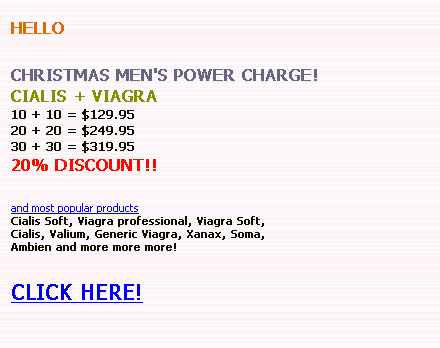 HELLO
CHRISTMAS MEN'S POWER CHARGE!
CIALIS + VIAGRA
10 + 10 = $129.95
20 + 20 = $249.95
30 + 30 = $319.95
20% DISCOUNT!!
and most popular products
Cialis Soft, Viagra professional, Viagra Soft,
Cialis, Valium, Generic Viagra, Xanax, Soma,
Ambien and more more more!
CLICK HERE!